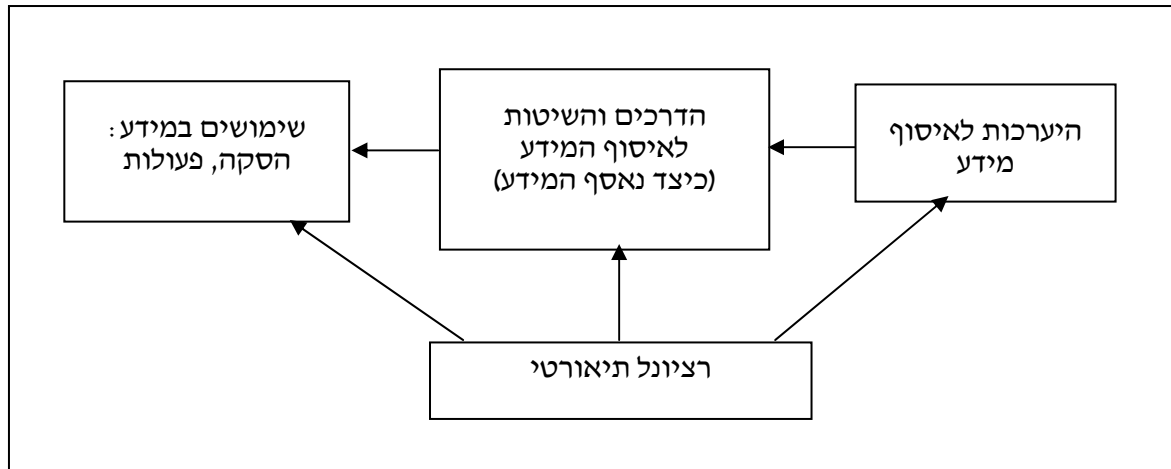 היערכות לאיסוף
מידע
הדרכים והשיטות
לאיסוף המידע
(כיצד נאסף המידע)
שימושים במידע:
הסקה, פעולות
רציונל תיאורטי